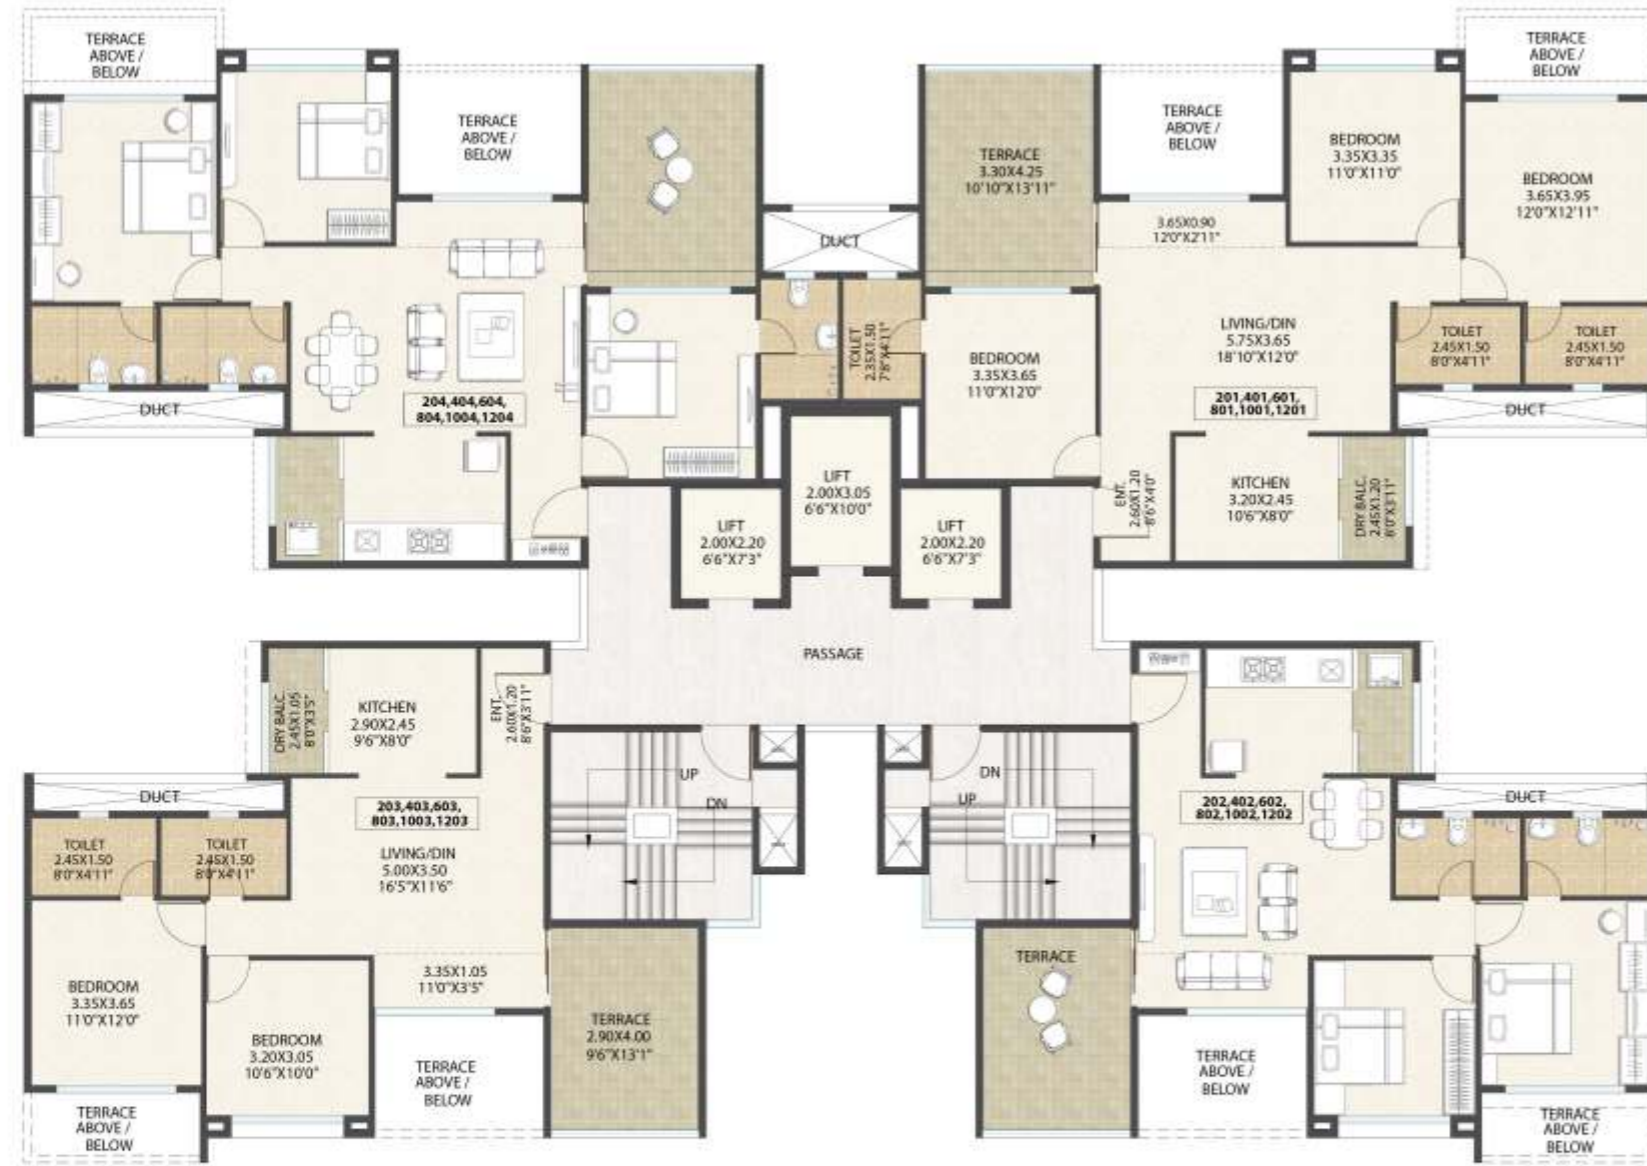 TERRACE
ABOVE /
BELOW
TERRACE
ABOVE /
BELOW
TERRACE
3.30X4.25
10'10"X13'11"
TERRACE
ABOVE /
BELOW
BEDROOM
3.35X3.35
11'0"X11'0"
TERRACE
ABOVE /
BELOW
BEDROOM
3.65X3.95
12'0"X12'11"
3.65X0.90
12'0"X2'11"
DUCT
TOILET
2.35X1.50
7'8"X4'11"
BEDROOM
3.35X3.65
11'0"X12'0"
LIVING/DIN
5.75X3.65
18'10"X12'0"
TOILET
2.45X1.50
8'0"X4'11"
TOILET
2.45X1.50
8'0"X4'11"
DUCT
204,404,604,
804,1004,1204
201,401,601,
801,1001,1201
DUCT
LIFT
2.00X2.20
6'6"X7'3"
LIFT
2.00X3.05
6'6"X10'0"
LIFT
2.00X2.20
6'6"X7'3"
ENT.
2.60X1.20
8'6"X4'0"
KITCHEN
3.20X2.45
10'6"X8'0"
DRY BALC.
2.45X1.20
8'0"X3'11"
PASSAGE
DRY BALC.
2.45X1.05
8'0"X3'5"
KITCHEN
2.90X2.45
9'6"X8'0"
ENT.
2.60X1.20
8'6"X3'11"
UP
DN
DN
UP
DUCT
203,403,603,
803,1003,1203
202,402,602,
802,1002,1202
DUCT
TOILET
2.45X1.50
8'0"X4'11"
TOILET
2.45X1.50
8'0"X4'11"
LIVING/DIN
5.00X3.50
16'5"X11'6"
3.35X1.05
11'0"X3'5"
BEDROOM
3.35X3.65
11'0"X12'0"
BEDROOM
3.20X3.05
10'6"X10'0"
TERRACE
2.90X4.00
9'6"X13'1"
TERRACE
TERRACE
ABOVE /
BELOW
TERRACE
ABOVE /
BELOW
TERRACE
ABOVE /
BELOW
TERRACE
ABOVE /
BELOW